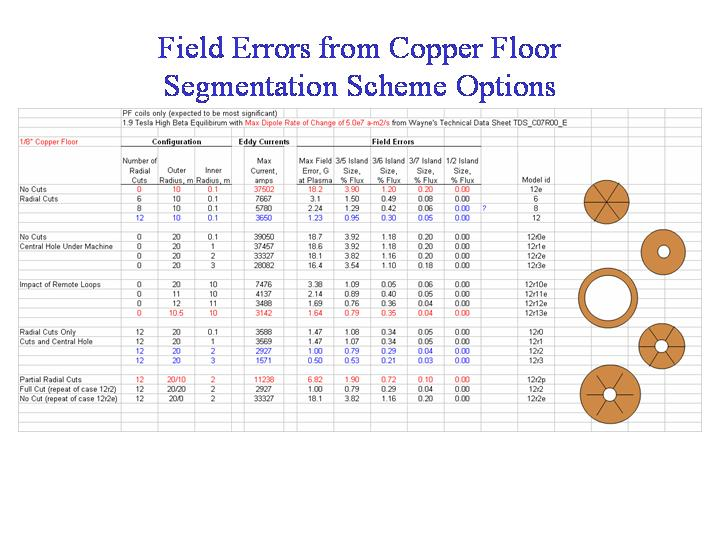 Field Errors from Copper Floor
Segmentation Scheme Options
PF coils only (expected to be most significant)
1.9 Tesla High Beta Equilibirum with Max Dipole Rate of Change of 5.0e7 a-m2/s from Wayne's Technical Data Sheet TDS_C07R00_E
1/8" Copper Floor Configuration Eddy Currents Field Errors
Number of Radial Cuts Outer Radius, m Inner Radius, m Max Current, amps Max Field Error, G at Plasma 3/5 Island Size, % Flux 3/6 Island Size, % Flux 3/7 Island Size, % Flux 1/2 Island Size, % Flux Model id
No Cuts 0 10 0.1 37502 18.2 3.90 1.20 0.20 0.00 12e
Radial Cuts 6 10 0.1 7667 3.1 1.50 0.49 0.08 0.00 6
8 10 0.1 5780 2.24 1.29 0.42 0.06 0.00 ? 8
12 10 0.1 3650 1.23 0.95 0.30 0.05 0.00 12
No Cuts 0 20 0.1 39050 18.7 3.92 1.18 0.20 0.00 12r0e
Central Hole Under Machine 0 20 1 37457 18.6 3.92 1.18 0.20 0.00 12r1e
0 20 2 33327 18.1 3.82 1.16 0.20 0.00 12r2e
0 20 3 28082 16.4 3.54 1.10 0.18 0.00 12r3e
Impact of Remote Loops 0 20 10 7476 3.38 1.09 0.05 0.06 0.00 12r10e
0 11 10 4137 2.14 0.89 0.40 0.05 0.00 12r11e
0 12 11 3488 1.69 0.76 0.36 0.04 0.00 12r12e
0 10.5 10 3142 1.64 0.79 0.35 0.04 0.00 12r13e
Radial Cuts Only 12 20 0.1 3588 1.47 1.08 0.34 0.05 0.00 12r0
Cuts and Central Hole 12 20 1 3569 1.47 1.07 0.34 0.05 0.00 12r1
12 20 2 2927 1.00 0.79 0.29 0.04 0.00 12r2
12 20 3 1571 0.50 0.53 0.21 0.03 0.00 12r3
Partial Radial Cuts 12 20/10 2 11238 6.82 1.90 0.72 0.10 0.00 12r2p
Full Cut (repeat of case 12r2) 12 20/20 2 2927 1.00 0.79 0.29 0.04 0.00 12r2
No Cut (repeat of case 12r2e) 12 20/0 2 33327 18.1 3.82 1.16 0.20 0.00 12r2e